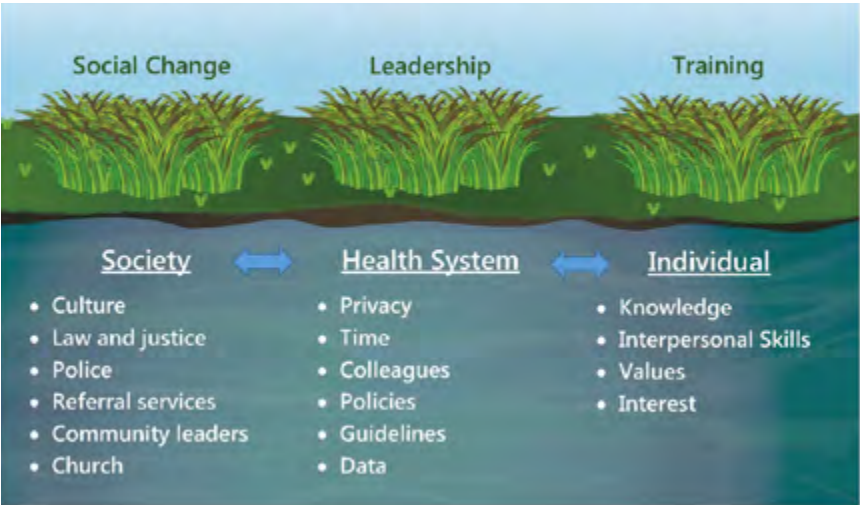 Social Change
Leadership
Training
Society
• Culture
• Law and justice
• Police
• Referral services
• Community leaders
• Church
Health System
• Privacy
• Time
• Colleagues
• Policies
• Guidelines
• Data
Individual
• Knowledge
• Interpersonal Skills
• Values
• Interest